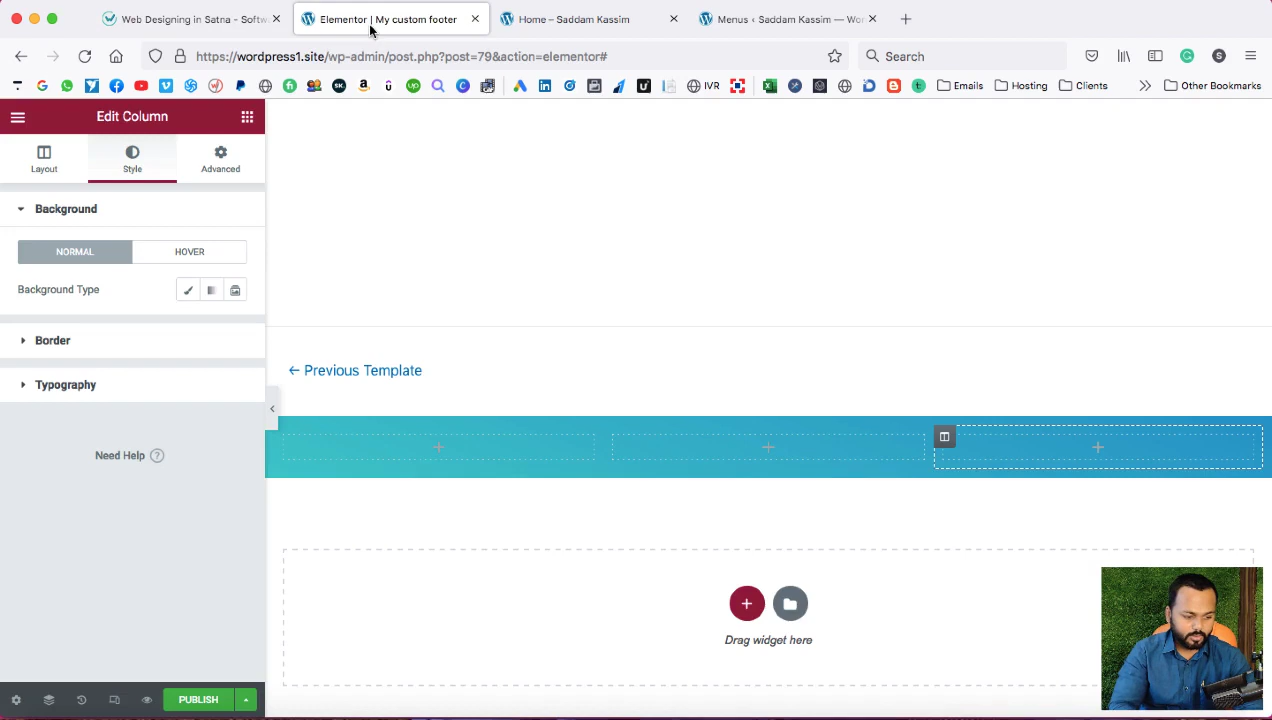 Web Designing in Satna - Softw
Elementor | My custom footer
Home – Saddam Kassim
Menus ‹ Saddam Kassim — Wor
https://wordpress1.site/wp-admin/post.php?post=79&action=elementor#
Search
IVR
Emails
Hosting
Clients
Other Bookmarks
Edit Column
Layout
Style
Advanced
Background
NORMAL
HOVER
Background Type
Border
Typography
Need Help
PUBLISH
← Previous Template
Drag widget here